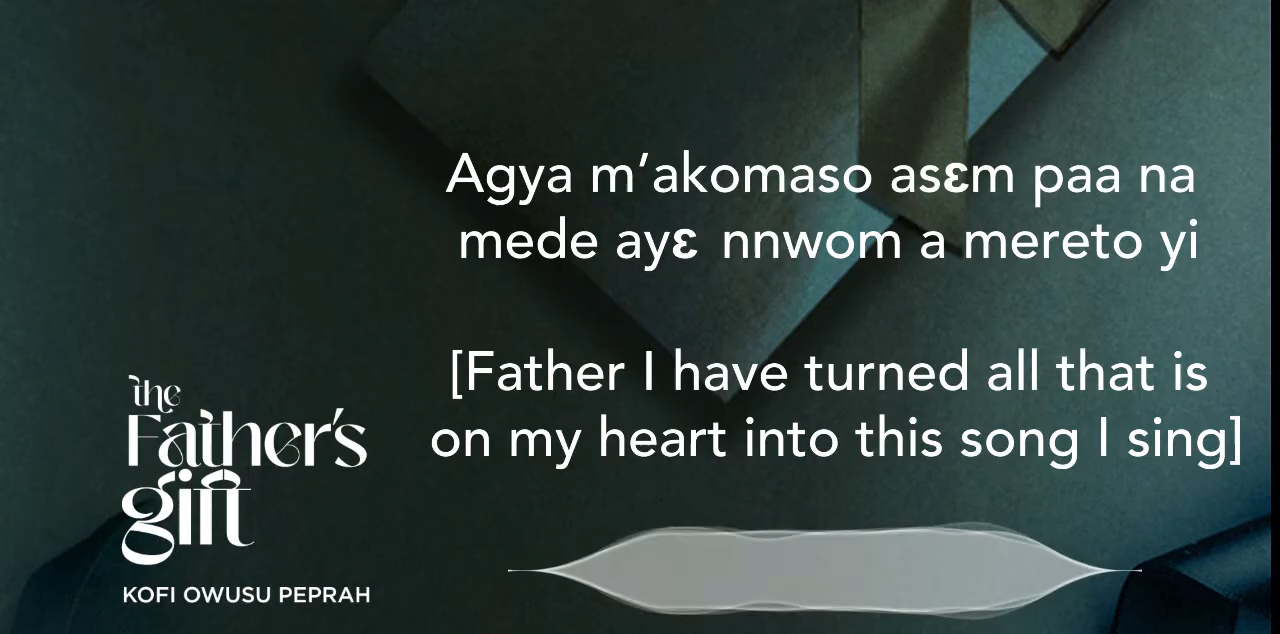 Agya m’akomaso asɛm paa na
mede ayɛ nnwom a mereto yi
[Father I have turned all that is
on my heart into this song I sing]
the
Father's
gift
KOFI OWUSU PEPRAH